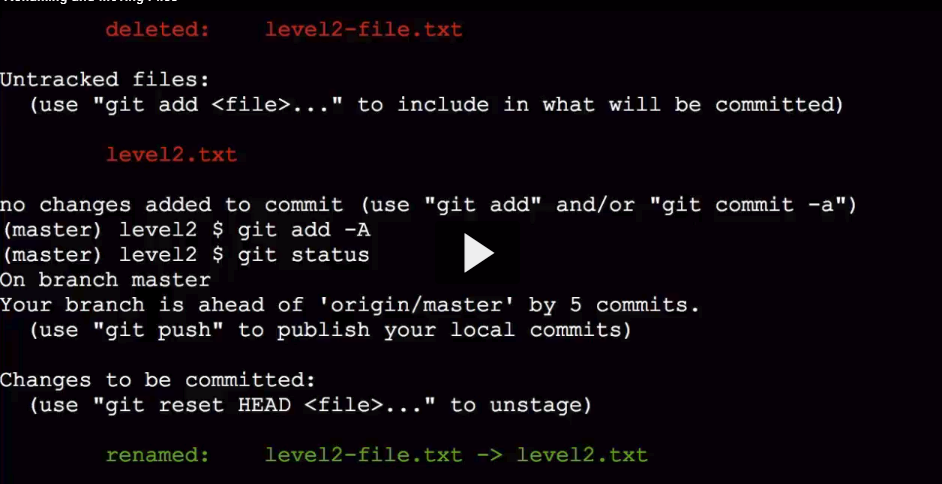 Renaming and Moving Files
deleted: level2-file.txt
Untracked files:
(use "git add <file>..." to include in what will be committed)
level2.txt
no changes added to commit (use "git add" and/or "git commit -a")
(master) level2 $ git add -A
(master) level2 $ git status
On branch master
Your branch is ahead of 'origin/master' by 5 commits.
(use "git push" to publish your local commits)
Changes to be committed:
(use "git reset HEAD <file>..." to unstage)
renamed: level2-file.txt -> level2.txt